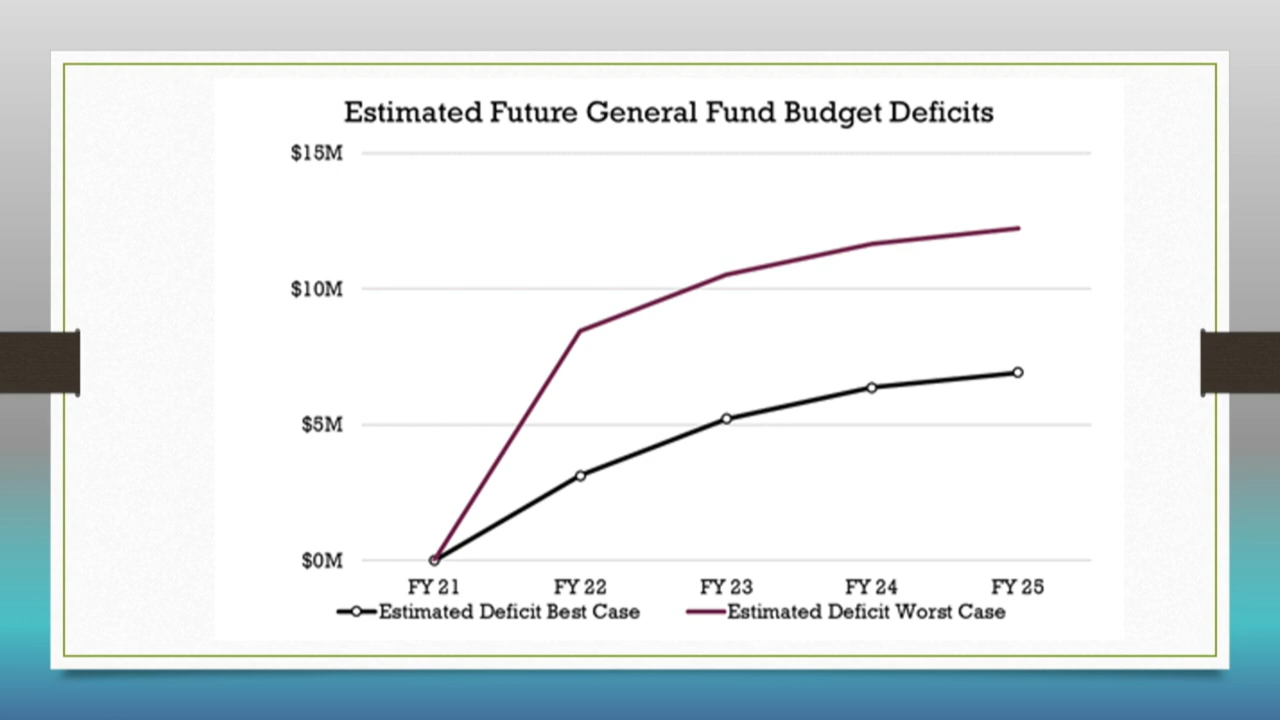 Estimated Future General Fund Budget Deficits
$15M
$10M
$5M
$0M
FY 21 FY 22 FY 23 FY 24 FY 25
Estimated Deficit Best Case Estimated Deficit Worst Case